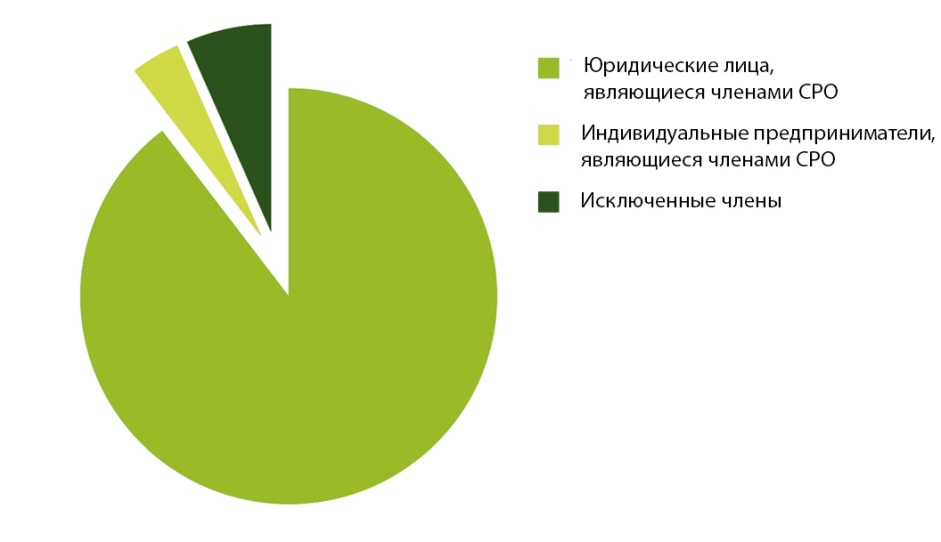 Юридические лица,
являющиеся членами СРО
Индивидуальные предприниматели,
являющиеся членами СРО
Исключенные члены